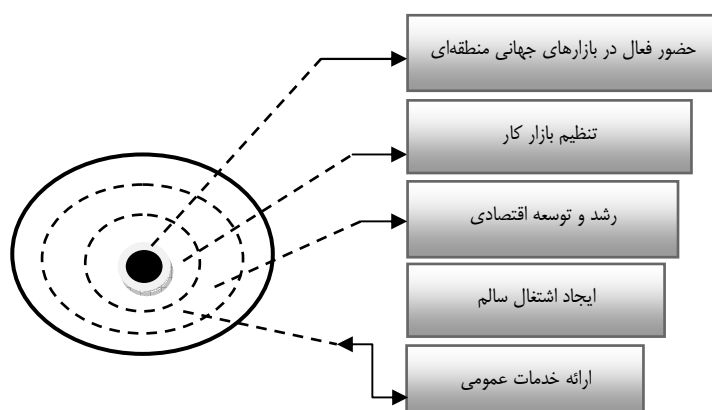 حضور فعال در بازارهای جهانی منطقه‌ای
تنظیم بازار کار
رشد و توسعه اقتصادی
ایجاد اشتغال سالم
ارائه خدمات عمومی